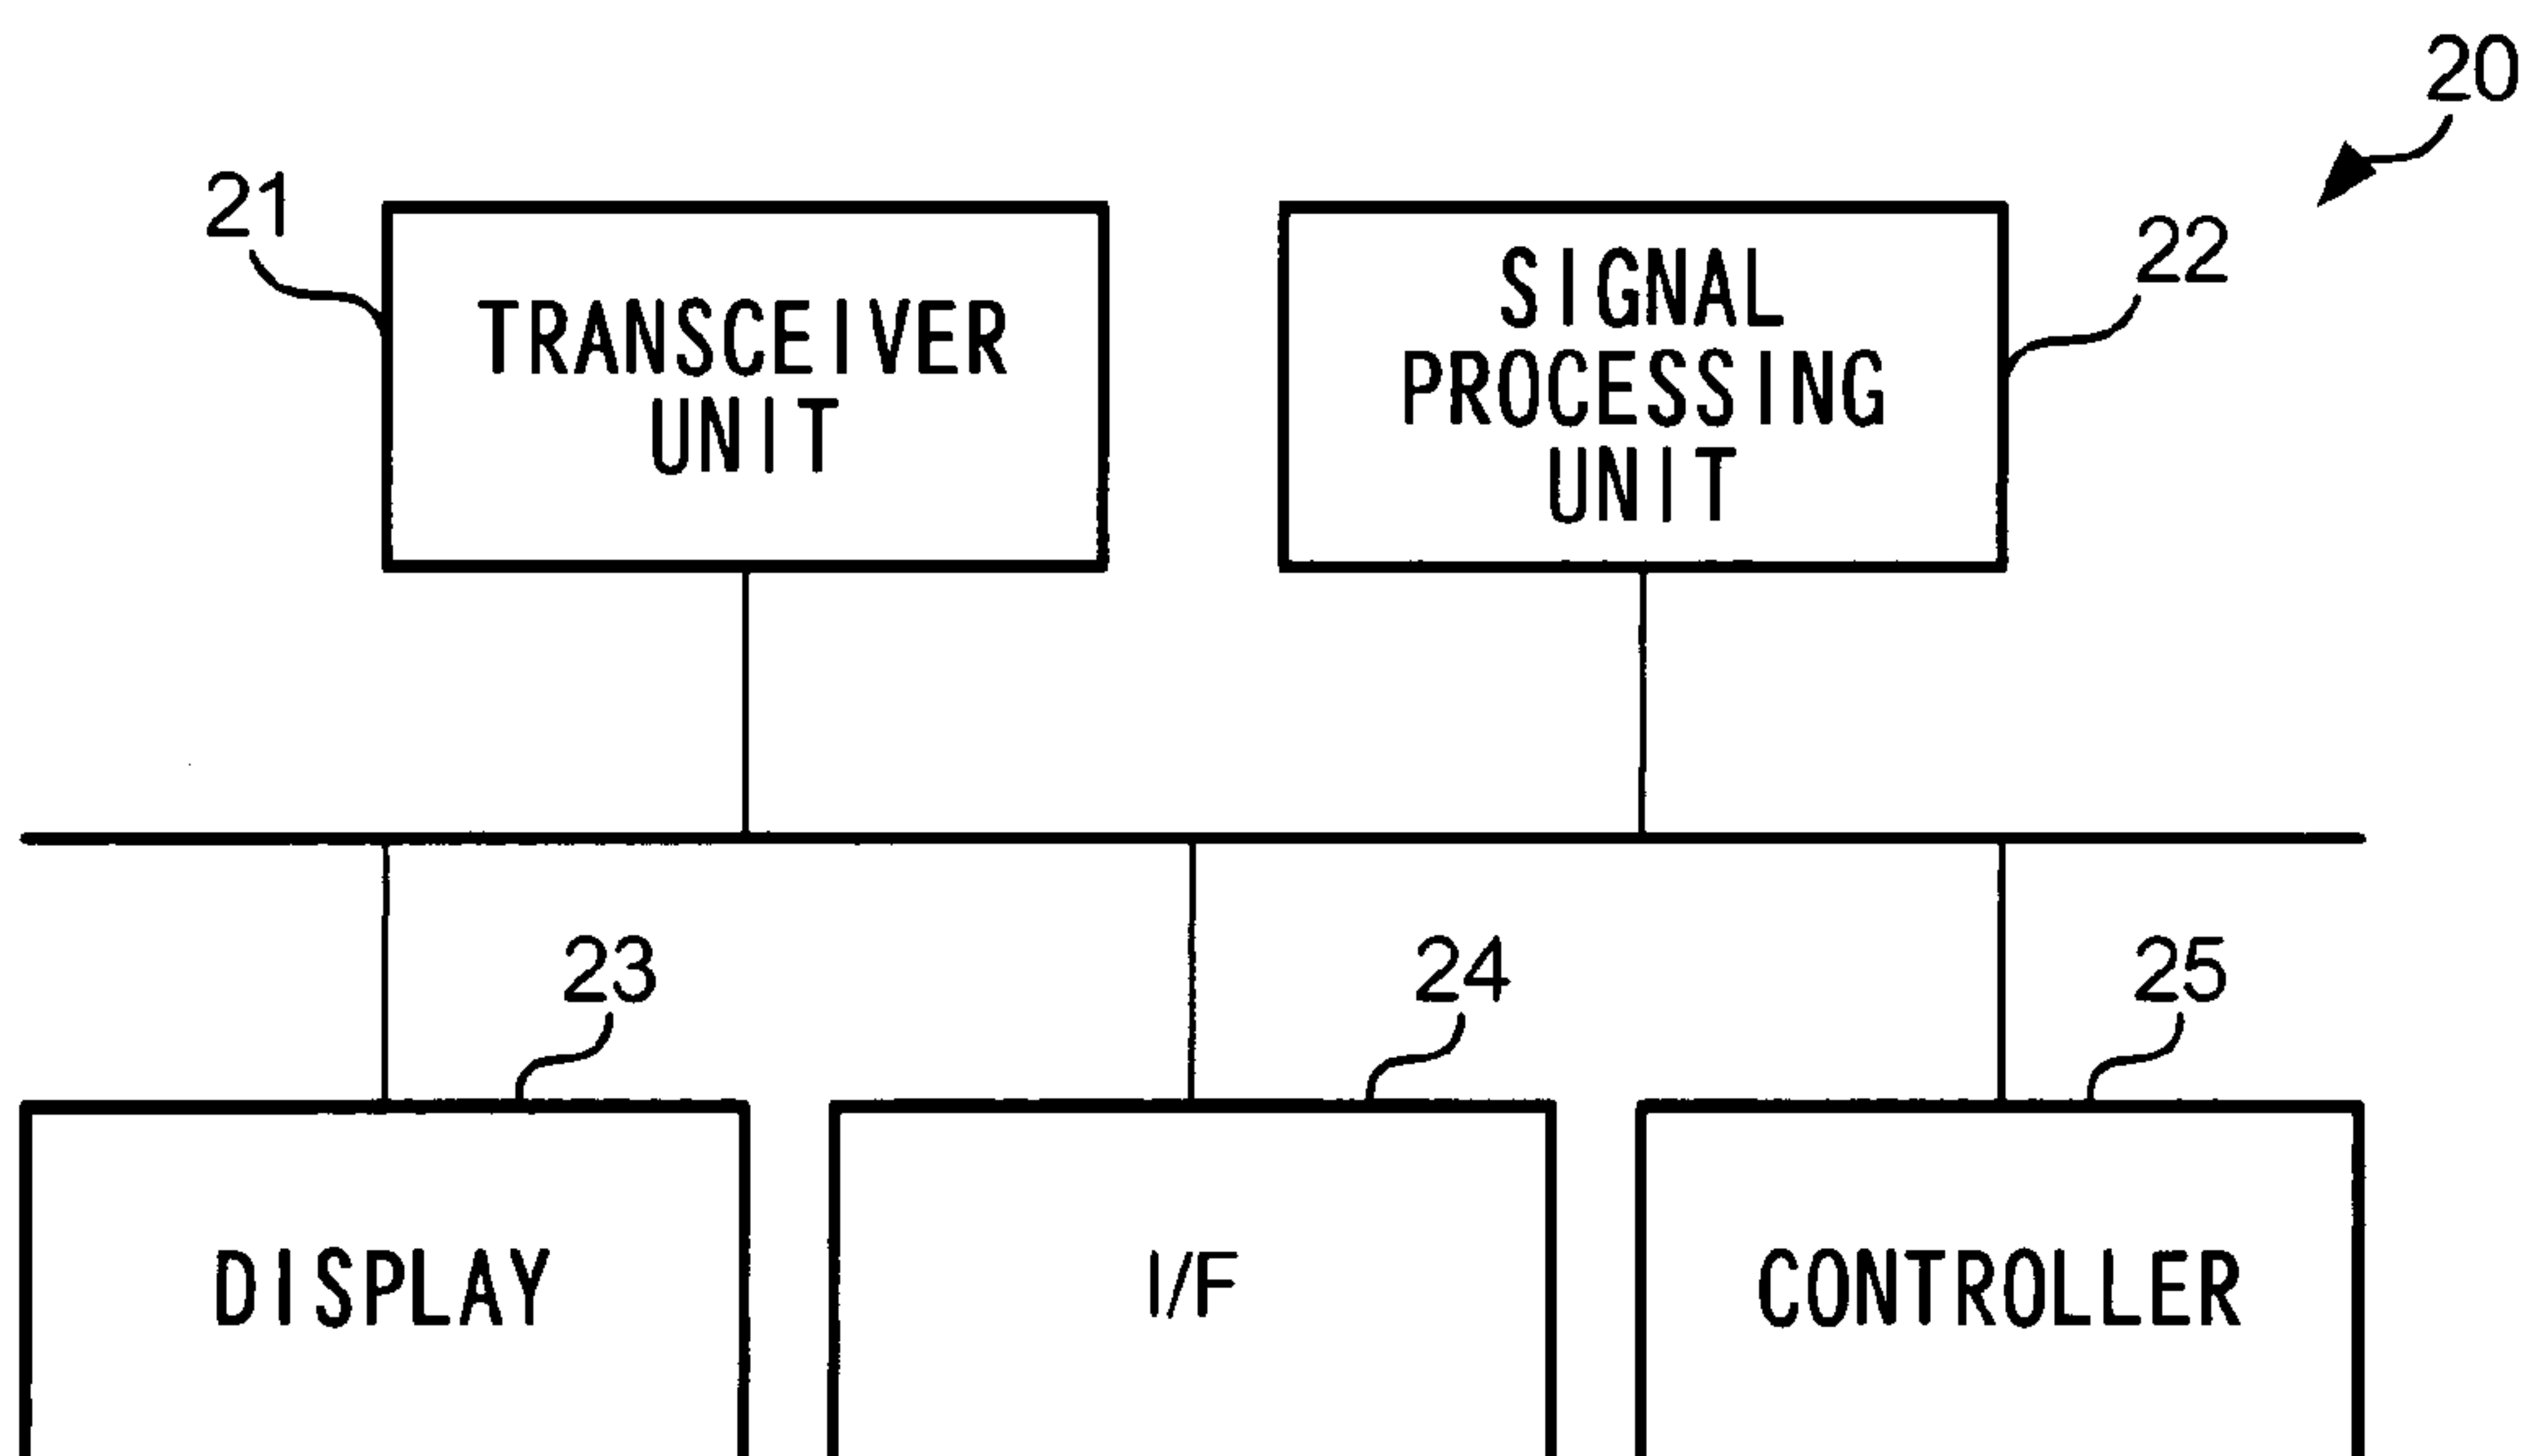 20
21
22
TRANSCEIVER
UNIT
SIGNAL
PROCESSING
UNIT
23
24
25
DISPLAY
I/F
CONTROLLER